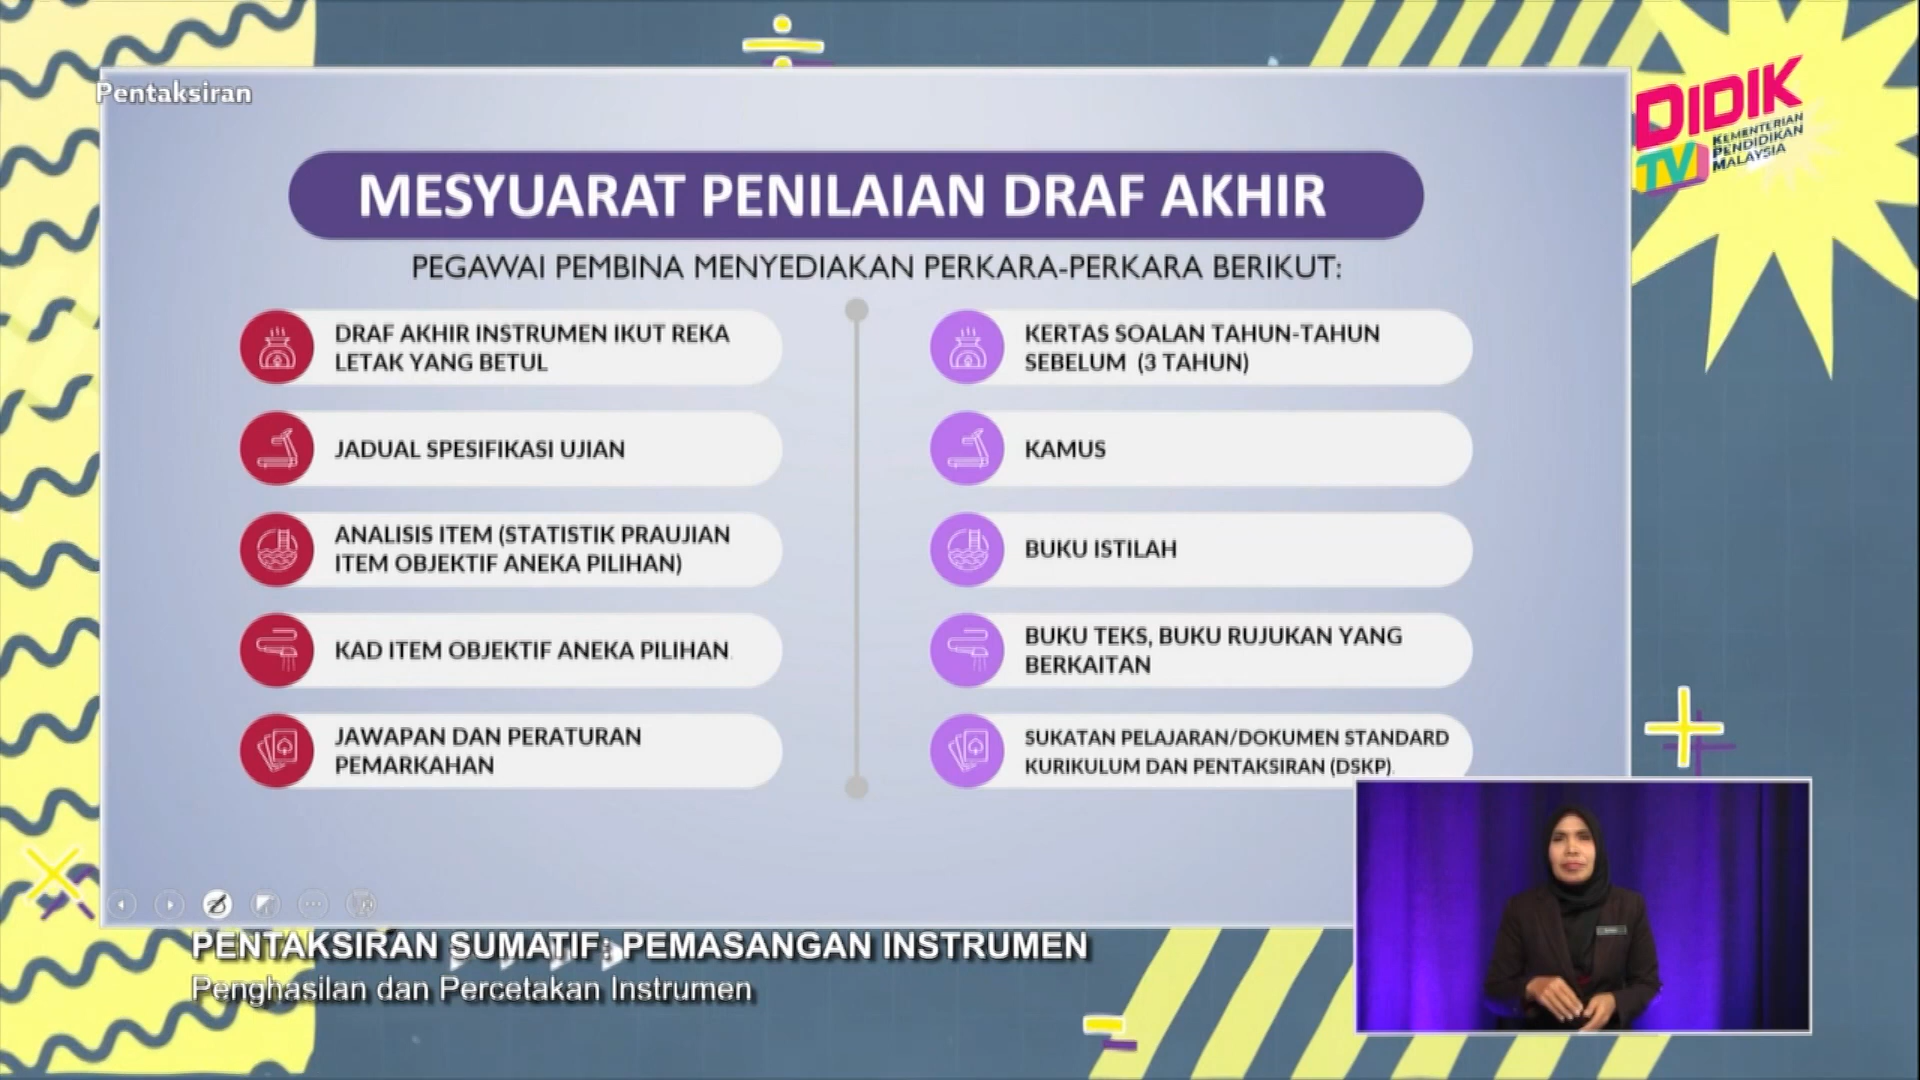 Pentaksiran
DIDIK
TV
KEMENTERIAN
PENDIDIKAN
MALAYSIA
MESYUARAT PENILAIAN DRAF AKHIR
PEGAWAI PEMBINA MENYEDIAKAN PERKARA-PERKARA BERIKUT:
DRAF AKHIR INSTRUMEN IKUT REKA
LETAK YANG BETUL
JADUAL SPESIFIKASI UJIAN
ANALISIS ITEM (STATISTIK PRAUJIAN
ITEM OBJEKTIF ANEKA PILIHAN)
KAD ITEM OBJEKTIF ANEKA PILIHAN.
JAWAPAN DAN PERATURAN
PEMARKAHAN
KERTAS SOALAN TAHUN-TAHUN
SEBELUM (3 TAHUN)
KAMUS
BUKU ISTILAH
BUKU TEKS, BUKU RUJUKAN YANG
BERKAITAN
SUKATAN PELAJARAN/DOKUMEN STANDARD
KURIKULUM DAN PENTAKSIRAN (DSKP).
PENTAKSIRAN SUMATIF: PEMASANGAN INSTRUMEN
Penghasilan dan Percetakan Instrumen